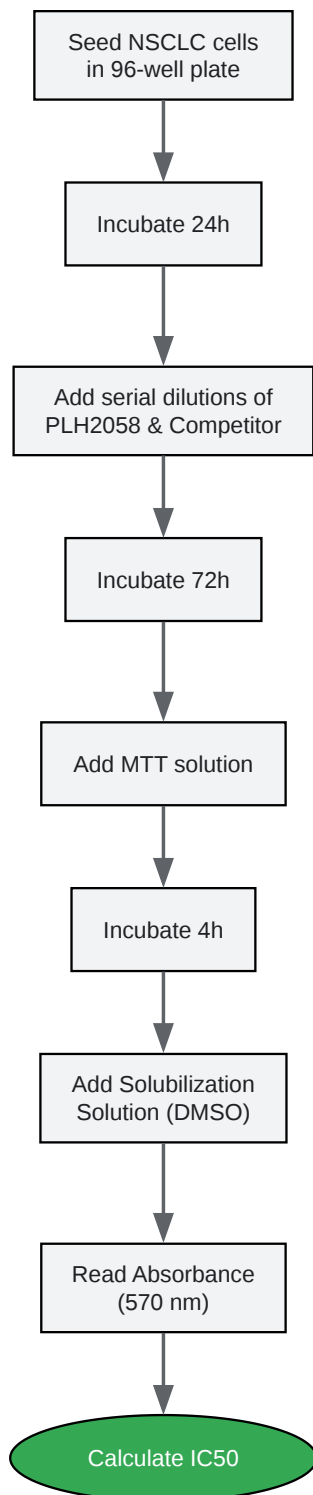 Seed NSCLC cells
in 96-well plate
Incubate 24h
Add serial dilutions of
PLH2058 & Competitor
Incubate 72h
Add MTT solution
Incubate 4h
Add Solubilization
Solution (DMSO)
Read Absorbance
(570 nm)
Calculate IC50